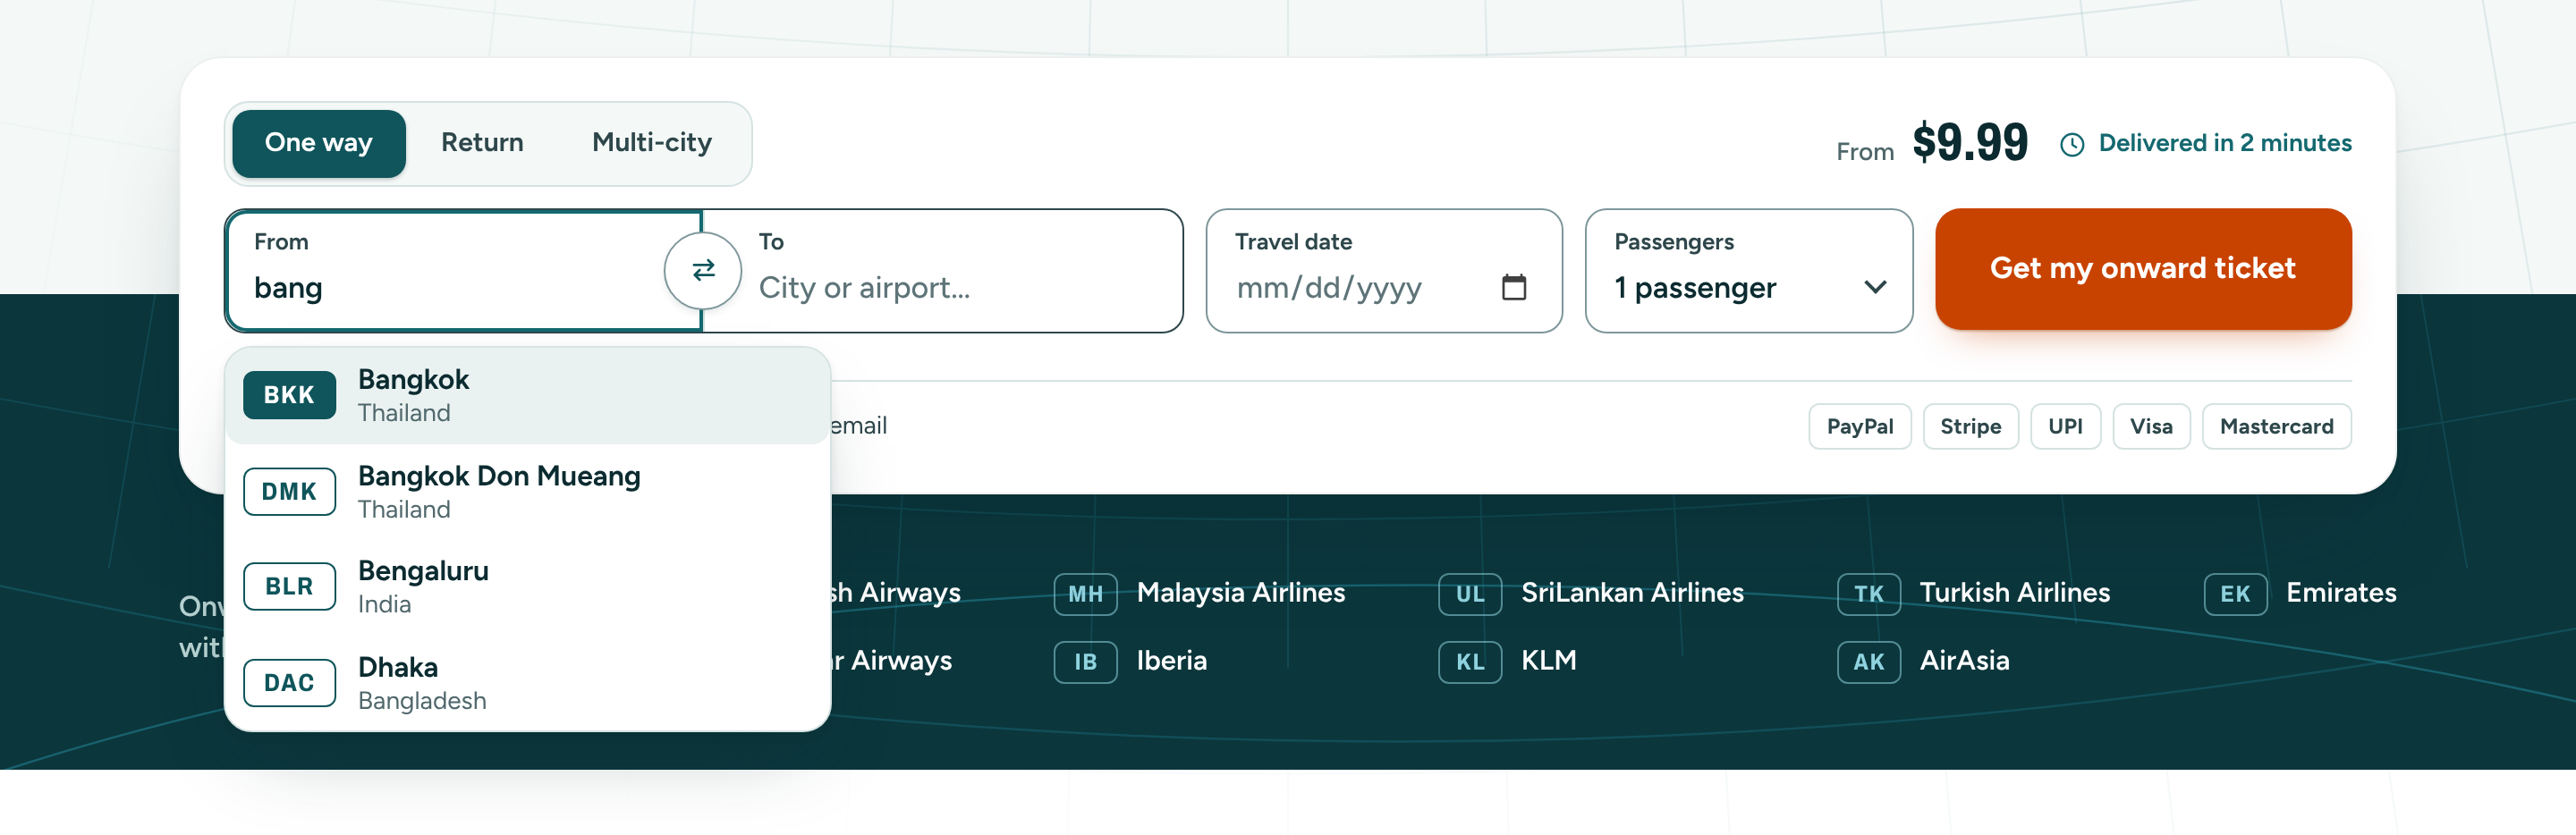 One way Return Multi-city From $9.99 Delivered in 2 minutes
From To Travel date Passengers
bang City or airport... mm/dd/yyyy 1 passenger Get my onward ticket
BKK Bangkok
Thailand
email PayPal Stripe UPI Visa Mastercard
DMK Bangkok Don Mueang
Thailand
BLR Bengaluru
India
Airways MH Malaysia Airlines UL SriLankan Airlines TK Turkish Airlines EK Emirates
DAC Dhaka
Bangladesh
Airways IB Iberia KL KLM AK AirAsia